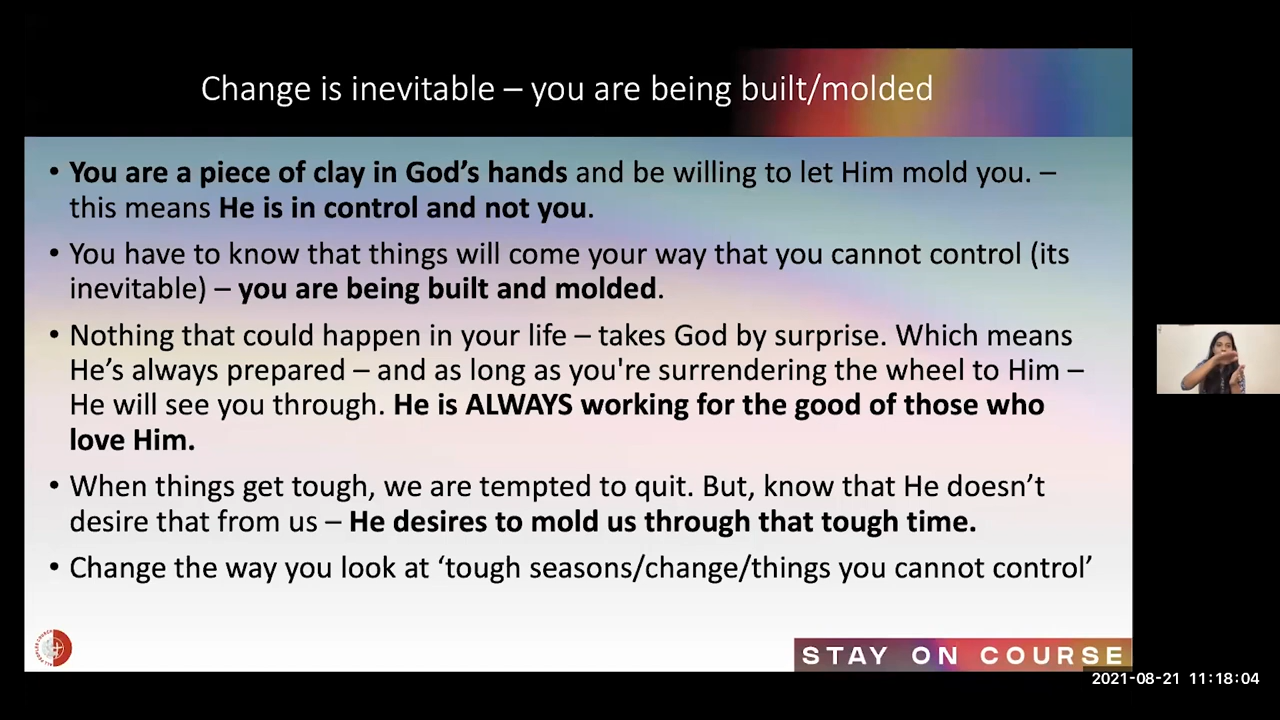 Change is inevitable – you are being built/molded
• You are a piece of clay in God’s hands and be willing to let Him mold you. –
this means He is in control and not you.
• You have to know that things will come your way that you cannot control (its
inevitable) – you are being built and molded.
• Nothing that could happen in your life – takes God by surprise. Which means
He’s always prepared – and as long as you're surrendering the wheel to Him –
He will see you through. He is ALWAYS working for the good of those who
love Him.
• When things get tough, we are tempted to quit. But, know that He doesn’t
desire that from us – He desires to mold us through that tough time.
• Change the way you look at ‘tough seasons/change/things you cannot control’
ALL PEOPLES CHURCH
STAY ON COURSE
2021-08-21 11:18:04